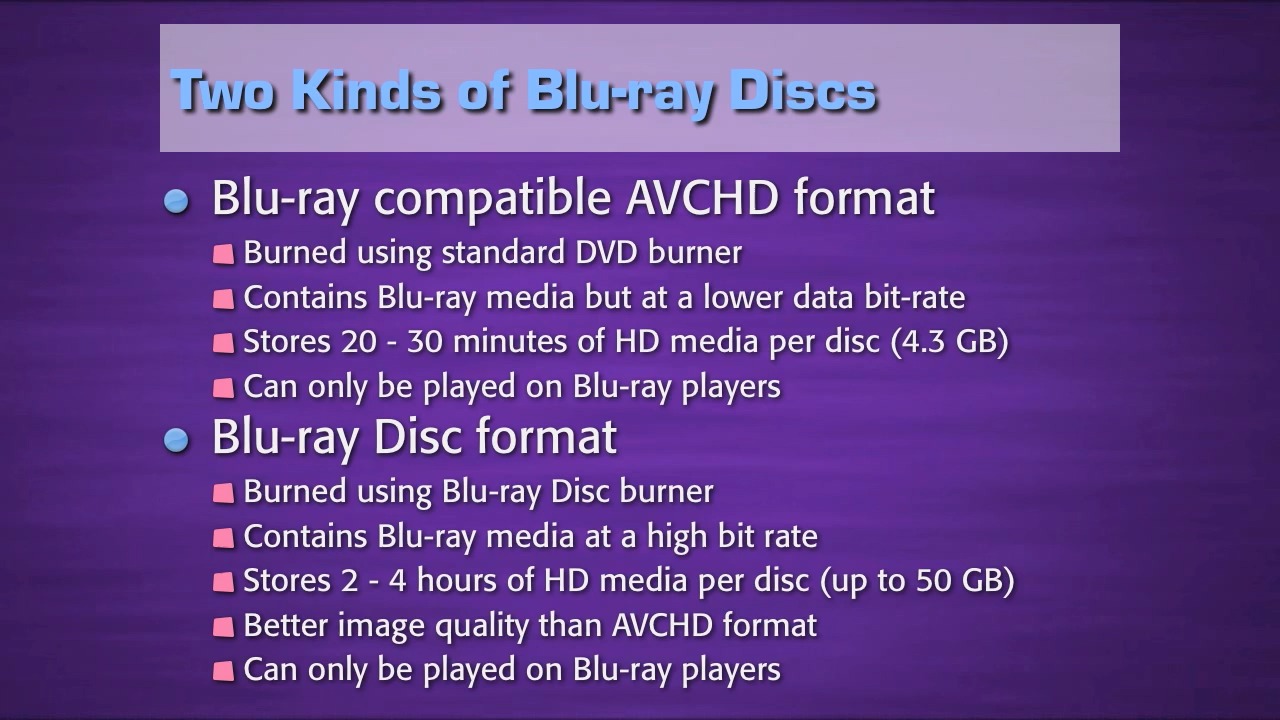 Two Kinds of Blu-ray Discs
Blu-ray compatible AVCHD format
Burned using standard DVD burner
Contains Blu-ray media but at a lower data bit-rate
Stores 20 - 30 minutes of HD media per disc (4.3 GB)
Can only be played on Blu-ray players
Blu-ray Disc format
Burned using Blu-ray Disc burner
Contains Blu-ray media at a high bit rate
Stores 2 - 4 hours of HD media per disc (up to 50 GB)
Better image quality than AVCHD format
Can only be played on Blu-ray players